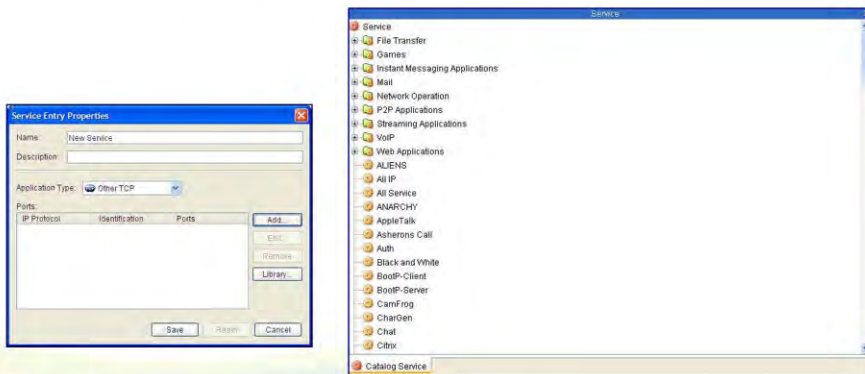 Service Entry Properties
Name: New Service
Description:
Application Type: Other TCP
Ports:
IP Protocol Identification Ports
Add...
Edit...
Remove
Library...
Save Reset Cancel
Service
Service
File Transfer
Games
Instant Messaging Applications
Mail
Network Operation
P2P Applications
Streaming Applications
VoIP
Web Applications
ALIENS
All IP
All Service
ANARCHY
AppleTalk
Asherons Call
Auth
Black and White
BootP-Client
BootP-Server
CamFrog
CharGen
Chat
Citrix
Catalog Service